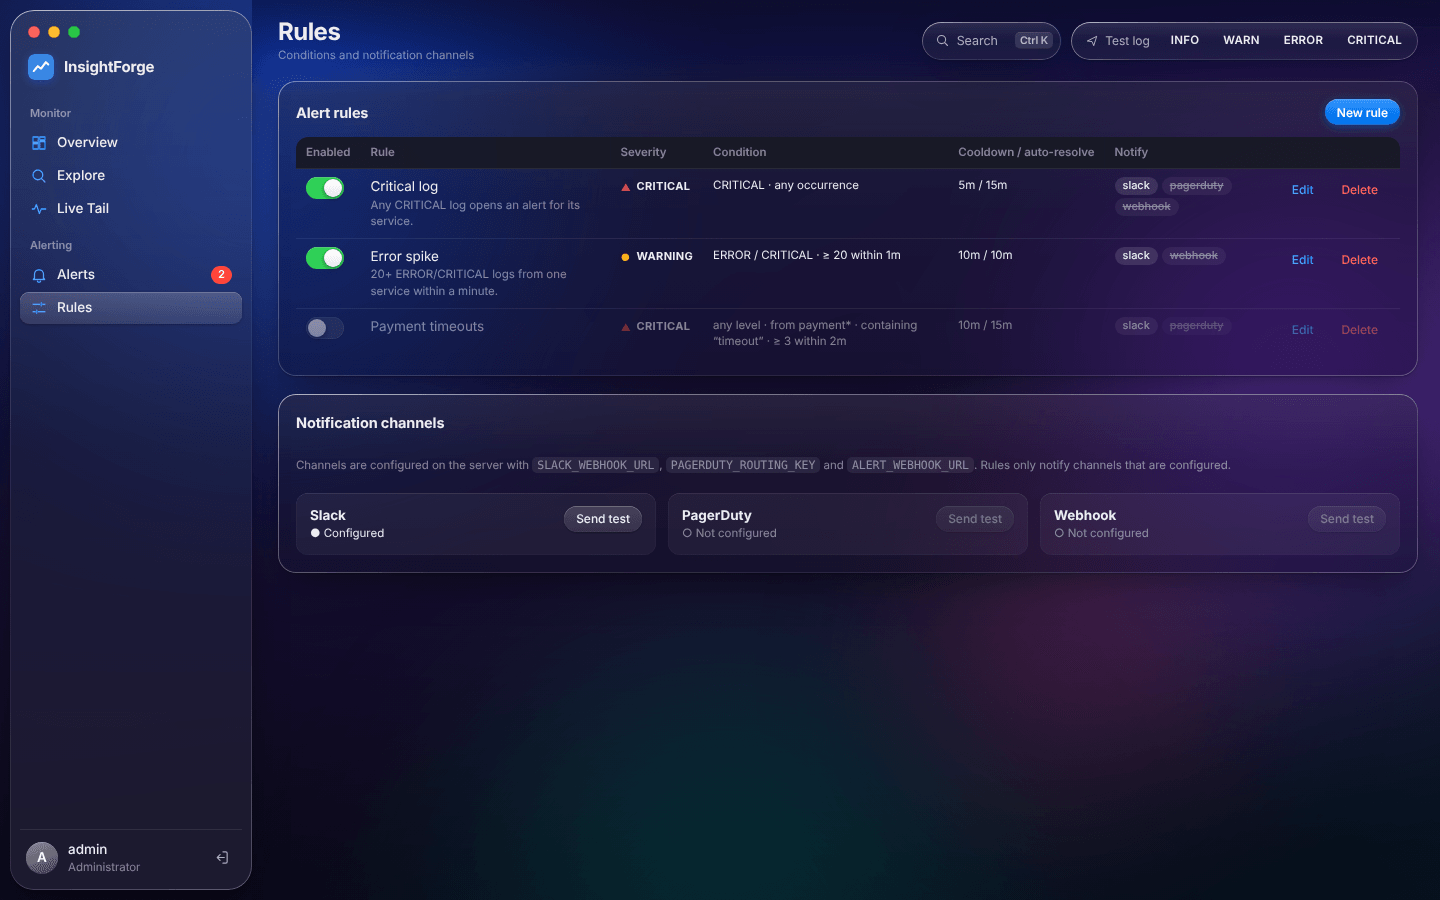 InsightForge
Monitor
Overview
Explore
Live Tail
Alerting
Alerts 2
Rules
A
admin
Administrator
Rules
Conditions and notification channels
Search Ctrl K
Test log INFO WARN ERROR CRITICAL
Alert rules
New rule
Enabled Rule Severity Condition Cooldown / auto-resolve Notify
Critical log CRITICAL CRITICAL · any occurrence 5m / 15m slack pagerduty Edit Delete
Any CRITICAL log opens an alert for its webhook
service.
Error spike WARNING ERROR / CRITICAL · ≥ 20 within 1m 10m / 10m slack webhook Edit Delete
20+ ERROR/CRITICAL logs from one
service within a minute.
Payment timeouts CRITICAL any level · from payment* · containing 10m / 15m slack pagerduty Edit Delete
"timeout" · ≥ 3 within 2m
Notification channels
Channels are configured on the server with SLACK_WEBHOOK_URL, PAGERDUTY_ROUTING_KEY and ALERT_WEBHOOK_URL. Rules only notify channels that are configured.
Slack
Configured
Send test
PagerDuty
Not configured
Send test
Webhook
Not configured
Send test